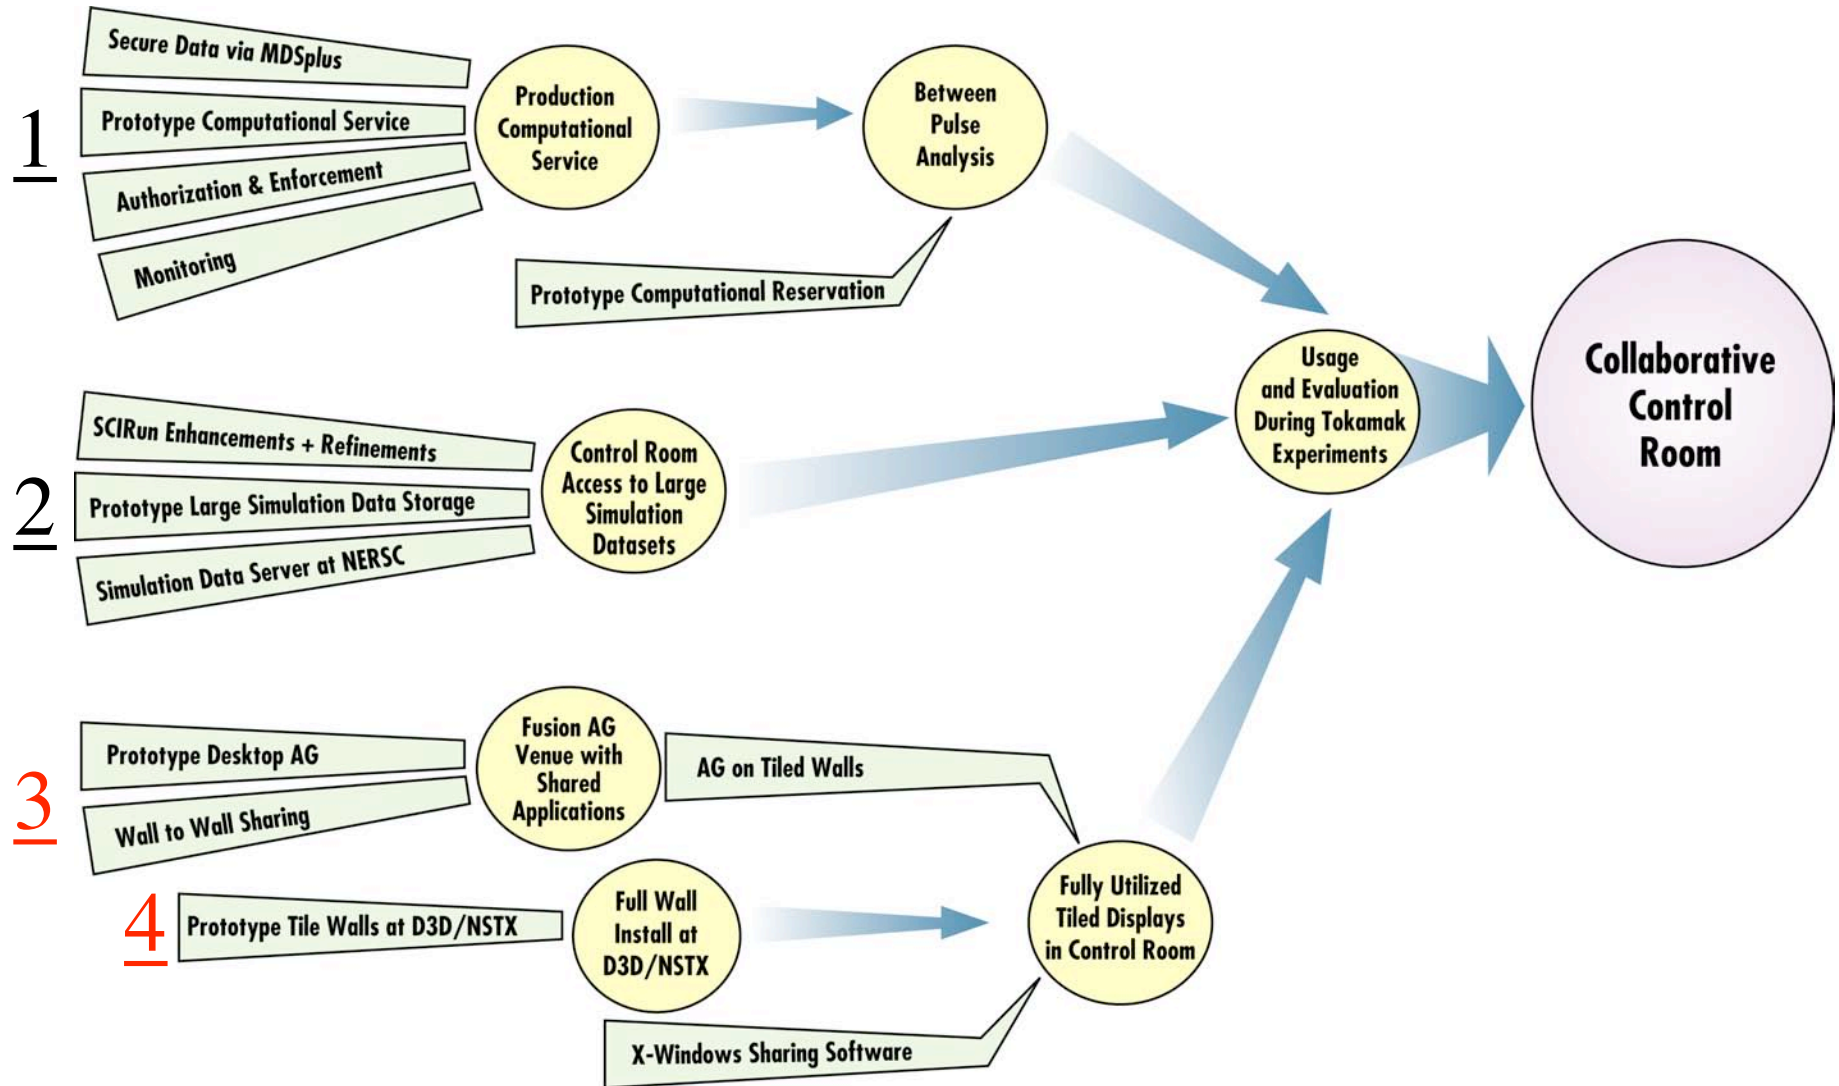 1
Secure Data via MDSplus
Prototype Computational Service
Authorization & Enforcement
Monitoring
Production
Computational
Service
Between
Pulse
Analysis
Prototype Computational Reservation
2
SCIRun Enhancements + Refinements
Prototype Large Simulation Data Storage
Simulation Data Server at NERSC
Control Room
Access to Large
Simulation
Datasets
Usage
and Evaluation
During Tokamak
Experiments
Collaborative
Control
Room
3
Prototype Desktop AG
Wall to Wall Sharing
Fusion AG
Venue with
Shared
Applications
AG on Tiled Walls
4
Prototype Tile Walls at D3D/NSTX
Full Wall
Install at
D3D/NSTX
Fully Utilized
Tiled Displays
in Control Room
X-Windows Sharing Software